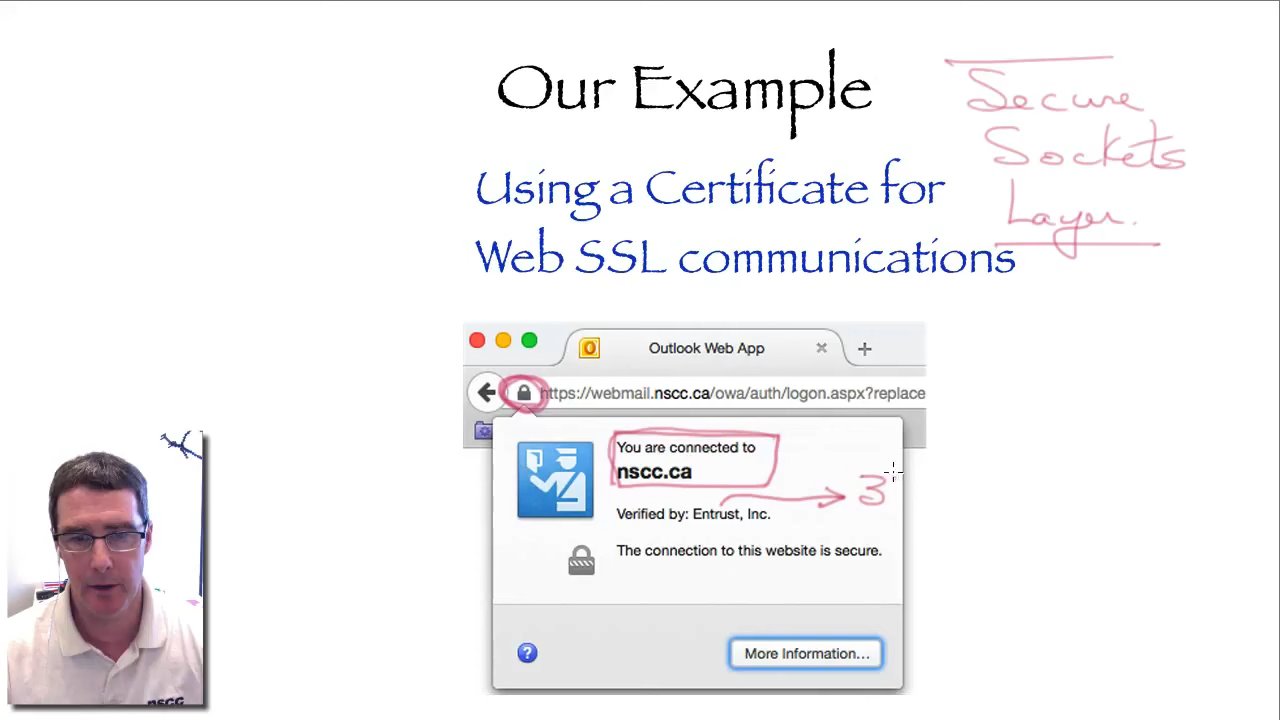 Our Example
Secure
Sockets
Layer.
Using a Certificate for
Web SSL communications
Outlook Web App
https://webmail.nscc.ca/owa/auth/logon.aspx?replace
You are connected to
nscc.ca
3
Verified by: Entrust, Inc.
The connection to this website is secure.
?
More Information...
nscc